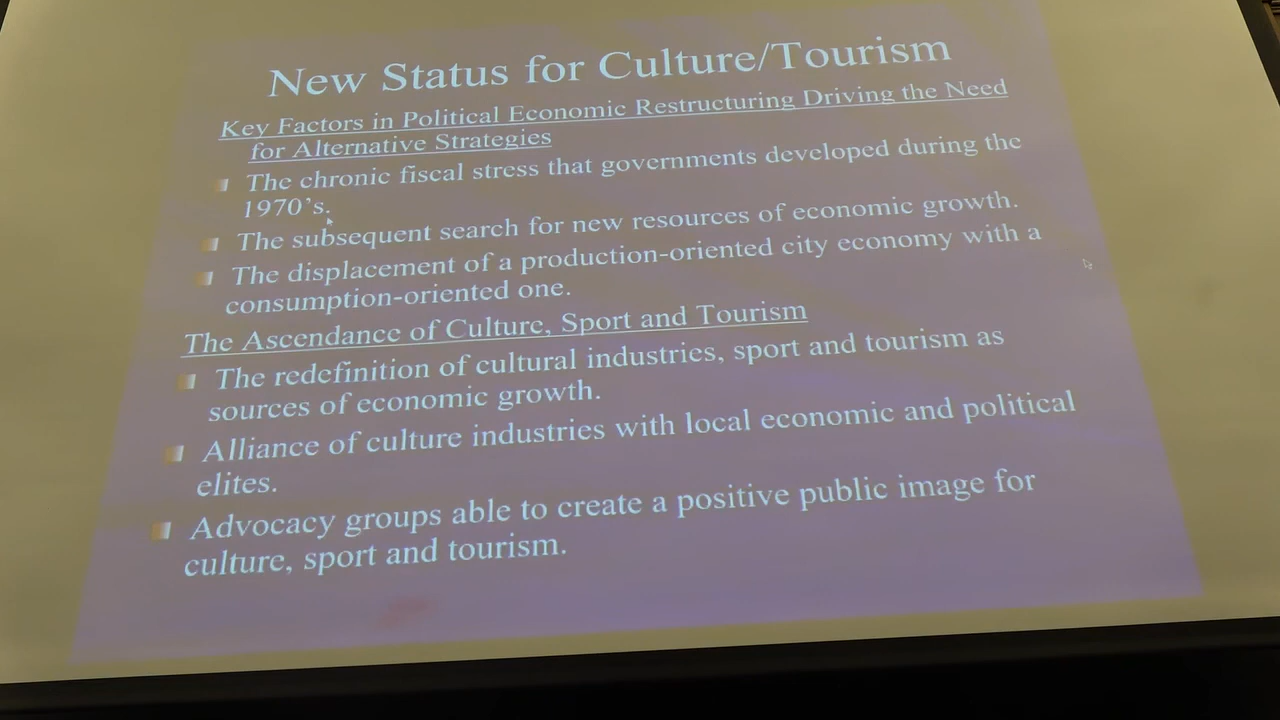 New Status for Culture/Tourism
Key Factors in Political Economic Restructuring Driving the Need
for Alternative Strategies
The chronic fiscal stress that governments developed during the
1970's.
The subsequent search for new resources of economic growth.
The displacement of a production-oriented city economy with a
consumption-oriented one.
The Ascendance of Culture, Sport and Tourism
The redefinition of cultural industries, sport and tourism as
sources of economic growth.
Alliance of culture industries with local economic and political
elites.
Advocacy groups able to create a positive public image for
culture, sport and tourism.